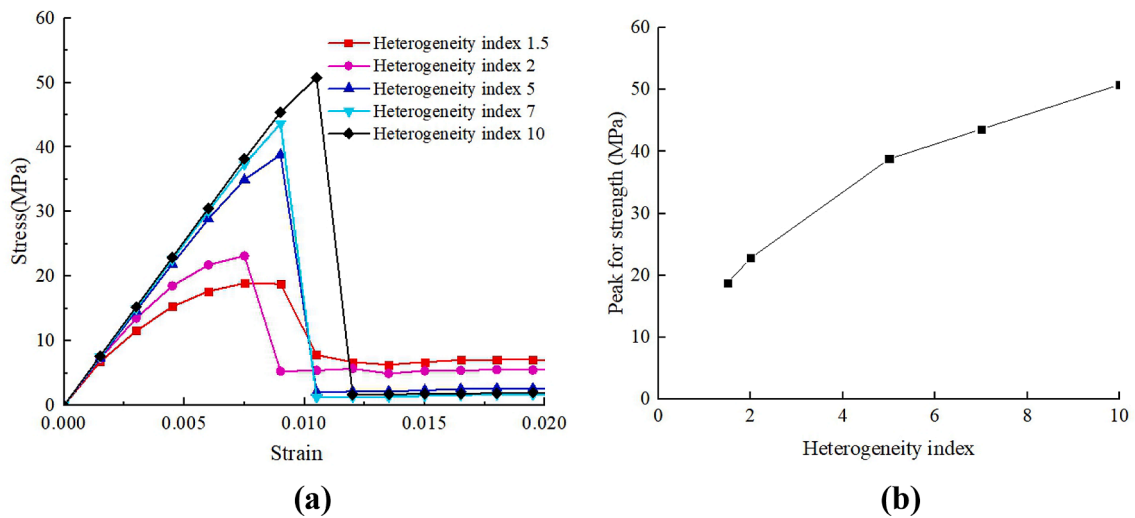 60
50
40
30
20
10
0
Stress(MPa)
Heterogeneity index 1.5
Heterogeneity index 2
Heterogeneity index 5
Heterogeneity index 7
Heterogeneity index 10
0.000 0.005 0.010 0.015 0.020
Strain
(a)
60
50
40
30
20
10
0
Peak for strength (MPa)
0 2 4 6 8 10
Heterogeneity index
(b)